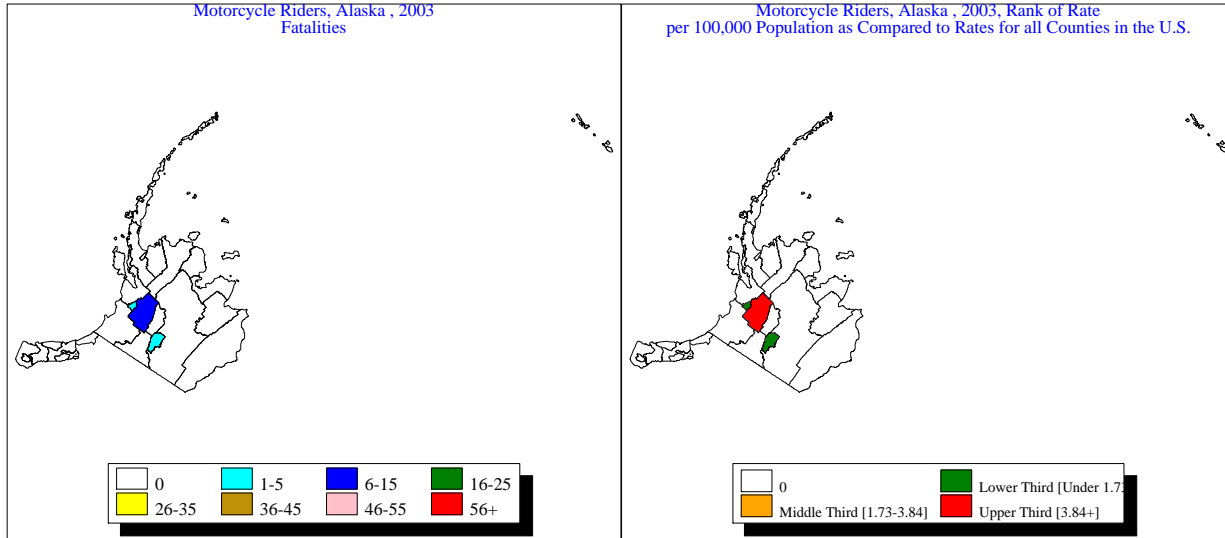 Motorcycle Riders, Alaska , 2003
Fatalities
0
1-5
6-15
16-25
26-35
36-45
46-55
56+
Motorcycle Riders, Alaska , 2003, Rank of Rate
per 100,000 Population as Compared to Rates for all Counties in the U.S.
0
Lower Third [Under 1.73
Middle Third [1.73-3.84]
Upper Third [3.84+]